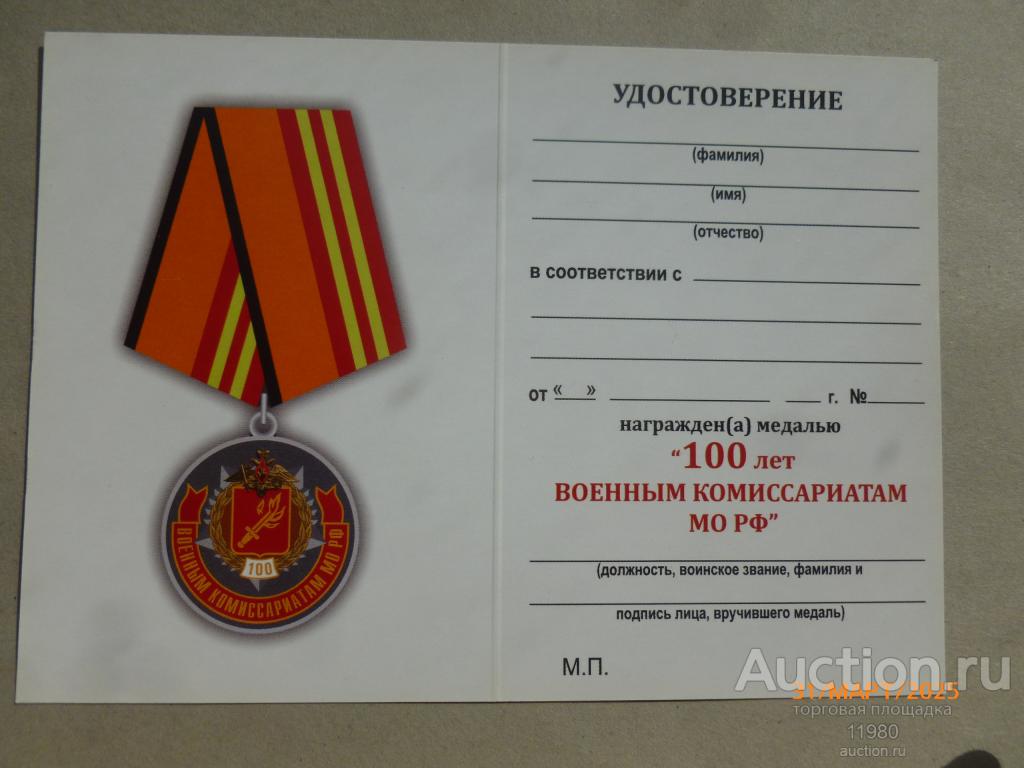 УДОСТОВЕРЕНИЕ
(фамилия)
(имя)
(отчество)
в соответствии с
от «__» ____ г. №
награжден(а) медалью
“100 лет
ВОЕННЫМ КОМИССАРИАТАМ
МО РФ”
(должность, воинское звание, фамилия и
подпись лица, вручившего медаль)
М.П.
100
ВОЕННЫМ КОМИССАРИАТАМ МО РФ
Auction.ru
31/МАРТ/2025
торговая площадка
11980
auction.ru